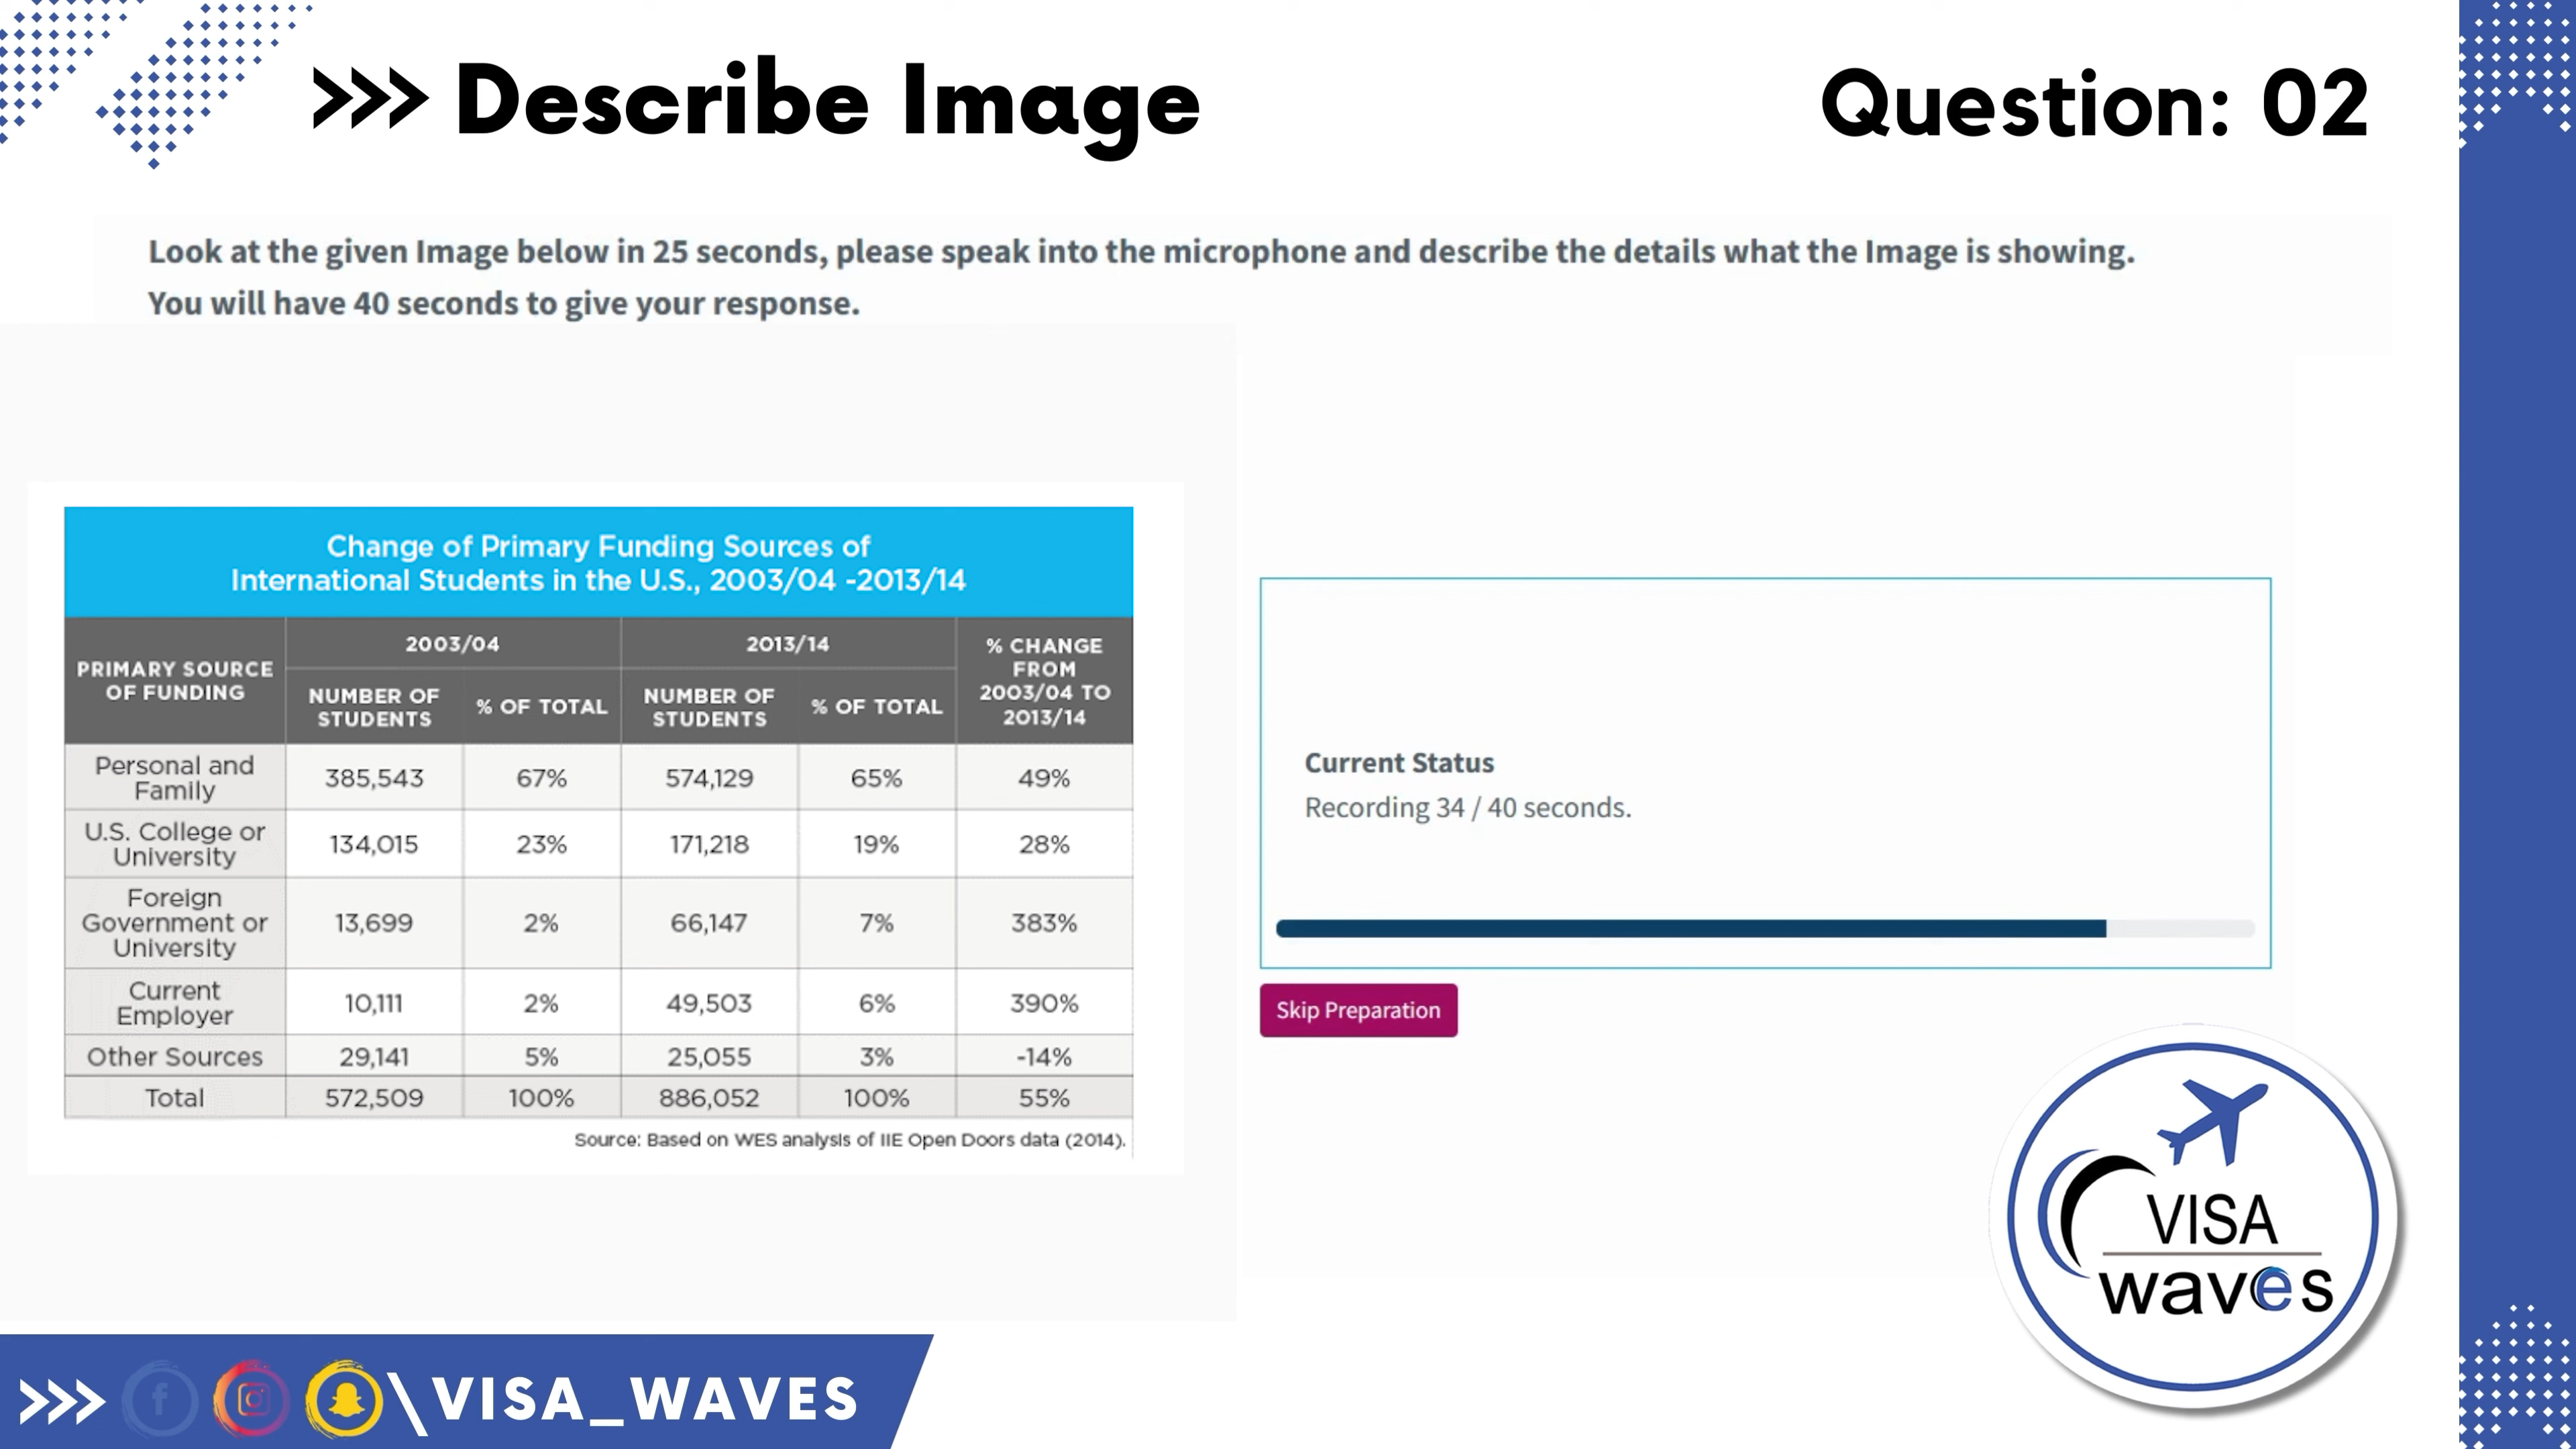 >>> Describe Image
Question: 02
Look at the given Image below in 25 seconds, please speak into the microphone and describe the details what the Image is showing.
You will have 40 seconds to give your response.
Change of Primary Funding Sources of
International Students in the U.S., 2003/04 -2013/14
PRIMARY SOURCE
OF FUNDING
2003/04
2013/14
% CHANGE
FROM
2003/04 TO
2013/14
NUMBER OF
STUDENTS
% OF TOTAL
NUMBER OF
STUDENTS
% OF TOTAL
Personal and
Family
385,543 67% 574,129 65% 49%
U.S. College or
University
134,015 23% 171,218 19% 28%
Foreign
Government or
University
13,699 2% 66,147 7% 383%
Current
Employer
10,111 2% 49,503 6% 390%
Other Sources 29,141 5% 25,055 3% -14%
Total 572,509 100% 886,052 100% 55%
Source: Based on WES analysis of IIE Open Doors data (2014).
Current Status
Recording 34 / 40 seconds.
Skip Preparation
VISA
waves
>>> \VISA_WAVES